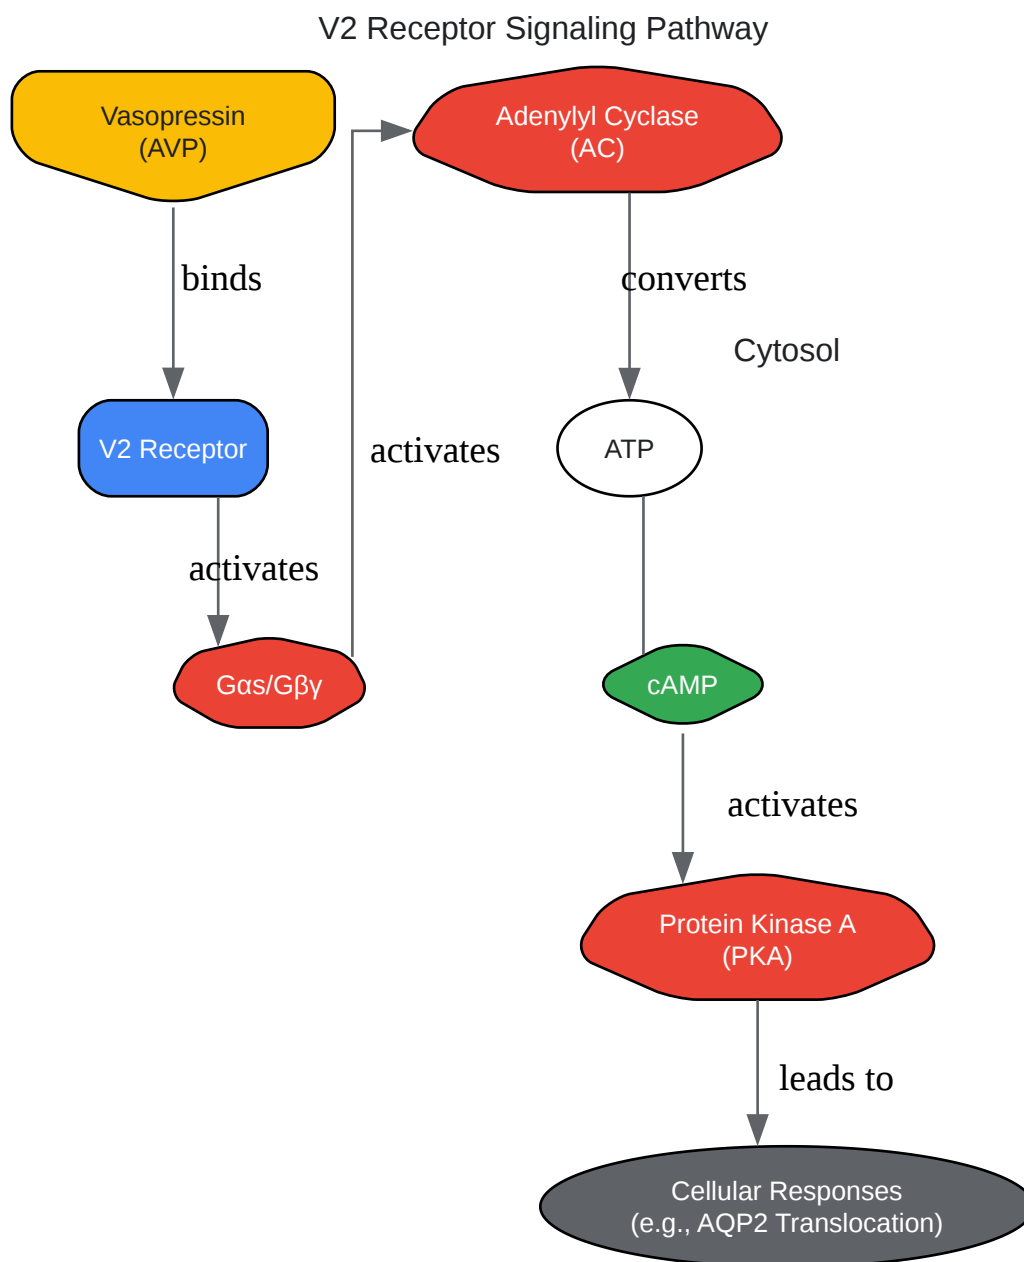 V2 Receptor Signaling Pathway
Vasopressin
(AVP)
binds
V2 Receptor
activates
Gαs/Gβγ
activates
Adenylyl Cyclase
(AC)
converts
Cytosol
ATP
cAMP
activates
Protein Kinase A
(PKA)
leads to
Cellular Responses
(e.g., AQP2 Translocation)